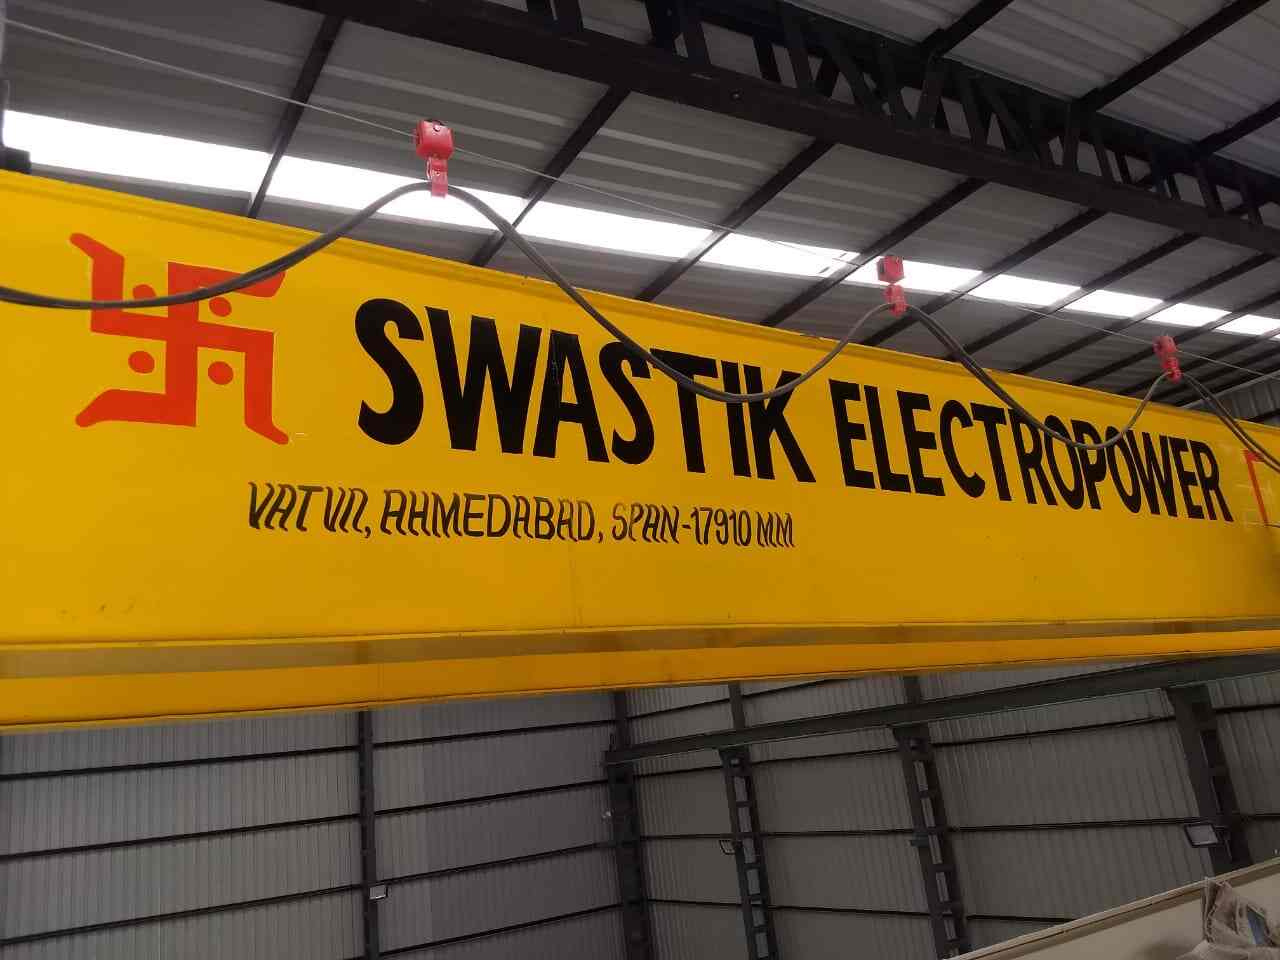 SWASTIK ELECTROPOWER
VATVA, AHMEDABAD, SPAN-17910 MM